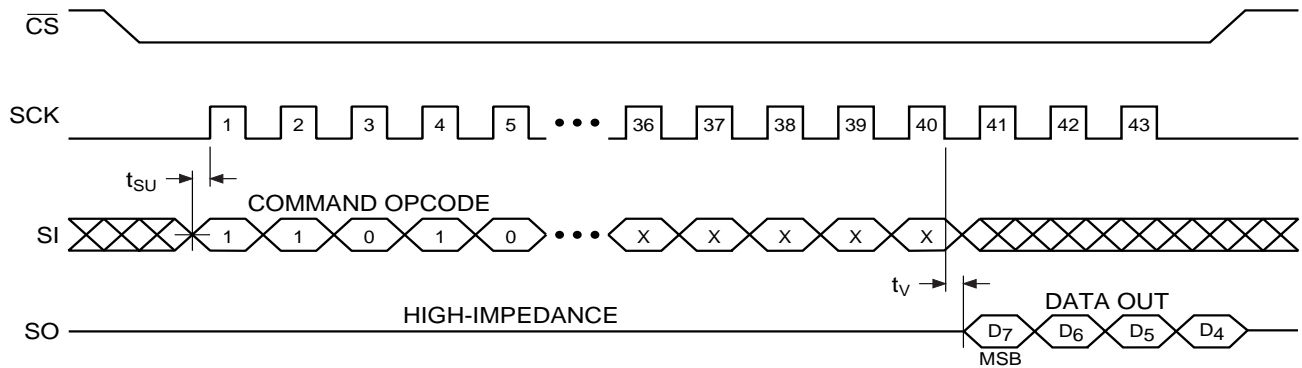 CS
SCK
1 2 3 4 5 ••• 36 37 38 39 40 41 42 43
tSU
COMMAND OPCODE
SI
1 1 0 1 0 ••• X X X X X
tV
DATA OUT
HIGH-IMPEDANCE
SO
D7 D6 D5 D4
MSB